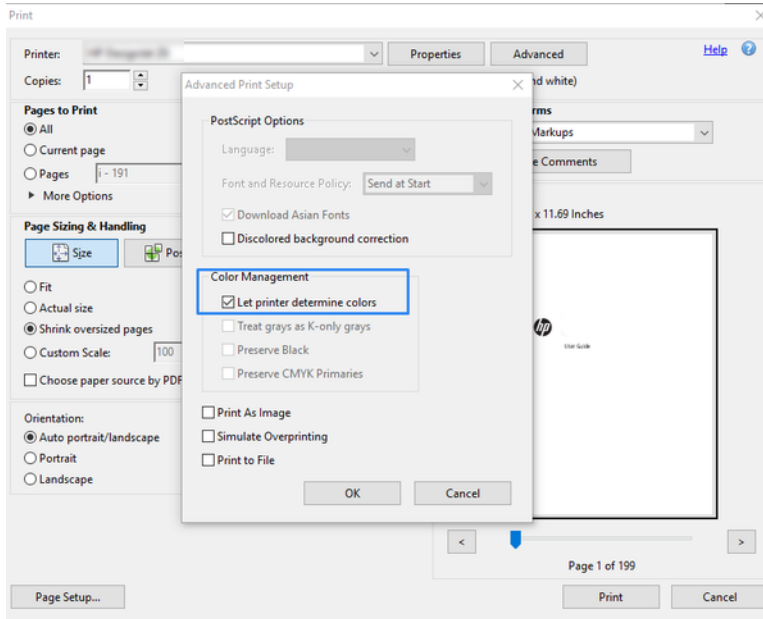 Print
Printer:
Properties
Advanced
Help
Copies: 1
nd white)
Pages to Print
All
Current page
Pages i - 191
More Options
Page Sizing & Handling
Size
Pos
Fit
Actual size
Shrink oversized pages
Custom Scale: 100
Choose paper source by PDF
Orientation:
Auto portrait/landscape
Portrait
Landscape
Advanced Print Setup
PostScript Options
Language:
Font and Resource Policy: Send at Start
Download Asian Fonts
Discolored background correction
Color Management
Let printer determine colors
Treat grays as K-only grays
Preserve Black
Preserve CMYK Primaries
Print As Image
Simulate Overprinting
Print to File
OK
Cancel
rms
Markups
e Comments
x 11.69 Inches
hp
User Guide
<
>
Page 1 of 199
Page Setup...
Print
Cancel